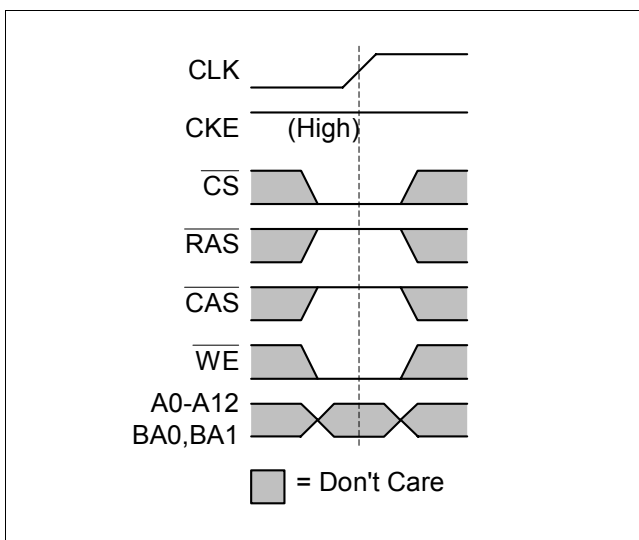 CLK
CKE (High)
CS
RAS
CAS
WE
A0-A12
BA0,BA1
= Don't Care